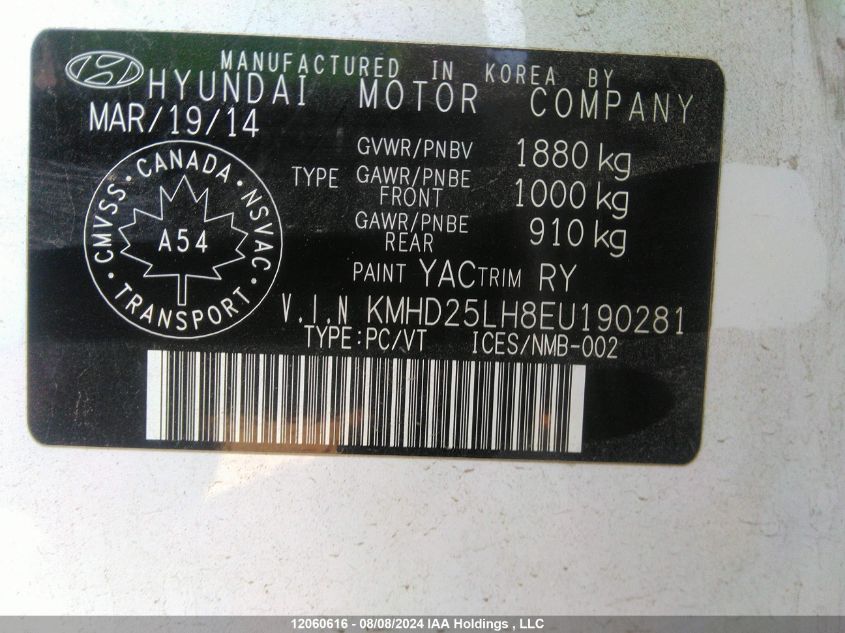 MANUFACTURED IN KOREA BY
HYUNDAI MOTOR COMPANY
MAR/19/14
GVWR/PNBV 1880 kg
TYPE GAWR/PNBE FRONT 1000 kg
GAWR/PNBE REAR 910 kg
CMVSS · CANADA · NSVAC · TRANSPORT ·
A54
PAINT YAC TRIM RY
V.I.N KMHD25LH8EU190281
TYPE:PC/VT ICES/NMB-002
12060616 - 08/08/2024 IAA Holdings , LLC